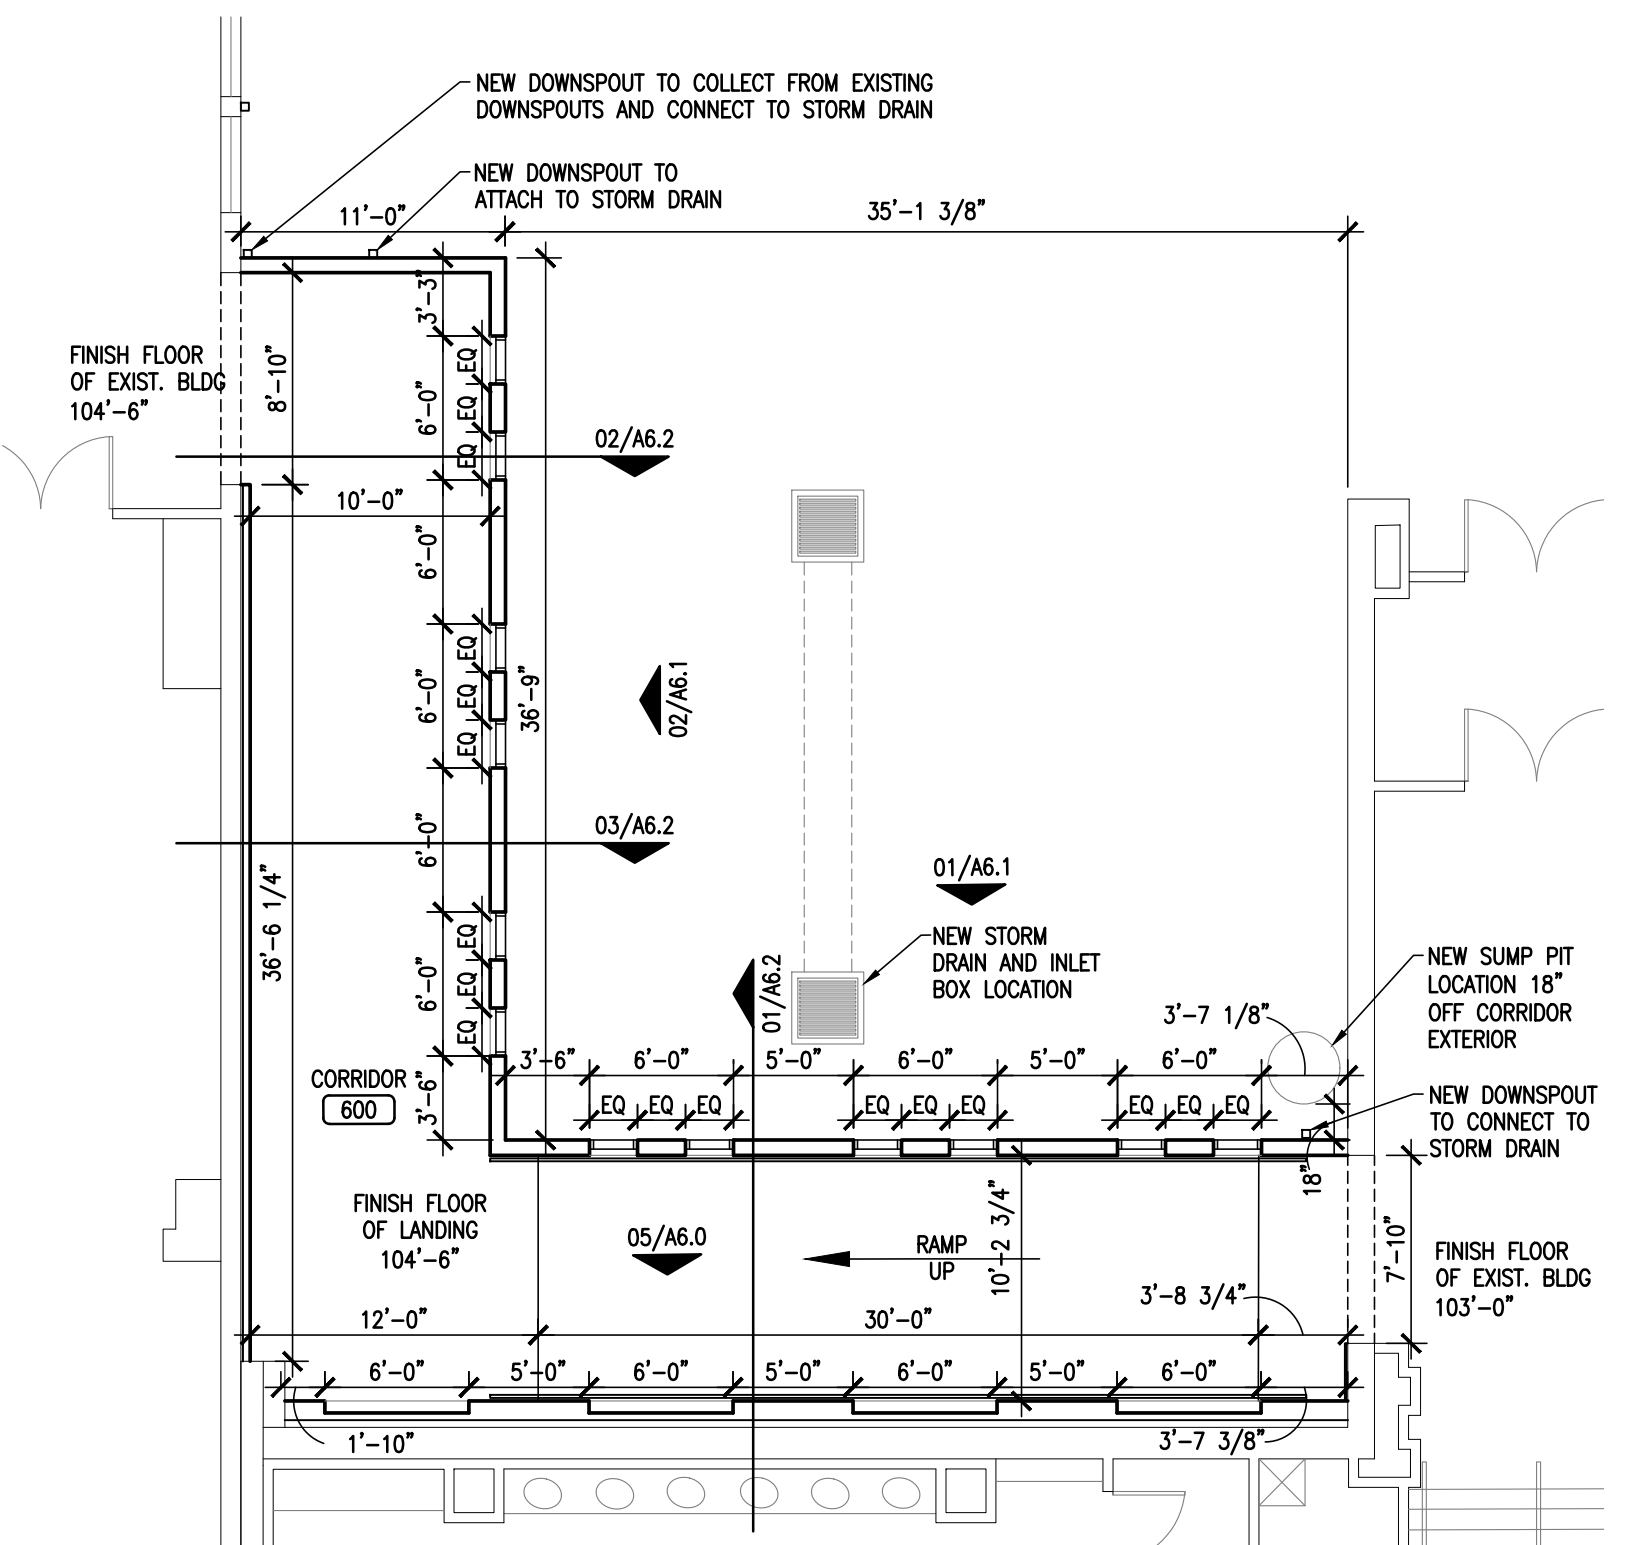 NEW DOWNSPOUT TO COLLECT FROM EXISTING
DOWNSPOUTS AND CONNECT TO STORM DRAIN
NEW DOWNSPOUT TO
ATTACH TO STORM DRAIN
11'-0"
35'-1 3/8"
3'-3"
FINISH FLOOR
OF EXIST. BLDG
104'-6"
8'-10"
6'-0"
EQ
EQ
EQ
02/A6.2
10'-0"
6'-0"
6'-0"
EQ
EQ
EQ
36'-9"
02/A6.1
03/A6.2
6'-0"
01/A6.1
36'-6 1/4"
6'-0"
EQ
EQ
EQ
NEW STORM
DRAIN AND INLET
BOX LOCATION
01/A6.2
NEW SUMP PIT
LOCATION 18"
OFF CORRIDOR
EXTERIOR
3'-7 1/8"
3'-6"
6'-0"
5'-0"
6'-0"
5'-0"
6'-0"
CORRIDOR
600
3'-6"
EQ
EQ
EQ
EQ
EQ
EQ
EQ
EQ
EQ
NEW DOWNSPOUT
TO CONNECT TO
STORM DRAIN
18"
FINISH FLOOR
OF LANDING
104'-6"
05/A6.0
RAMP
UP
10'-2 3/4"
7'-10"
FINISH FLOOR
OF EXIST. BLDG
103'-0"
3'-8 3/4"
12'-0"
30'-0"
6'-0"
5'-0"
6'-0"
5'-0"
6'-0"
5'-0"
6'-0"
1'-10"
3'-7 3/8"